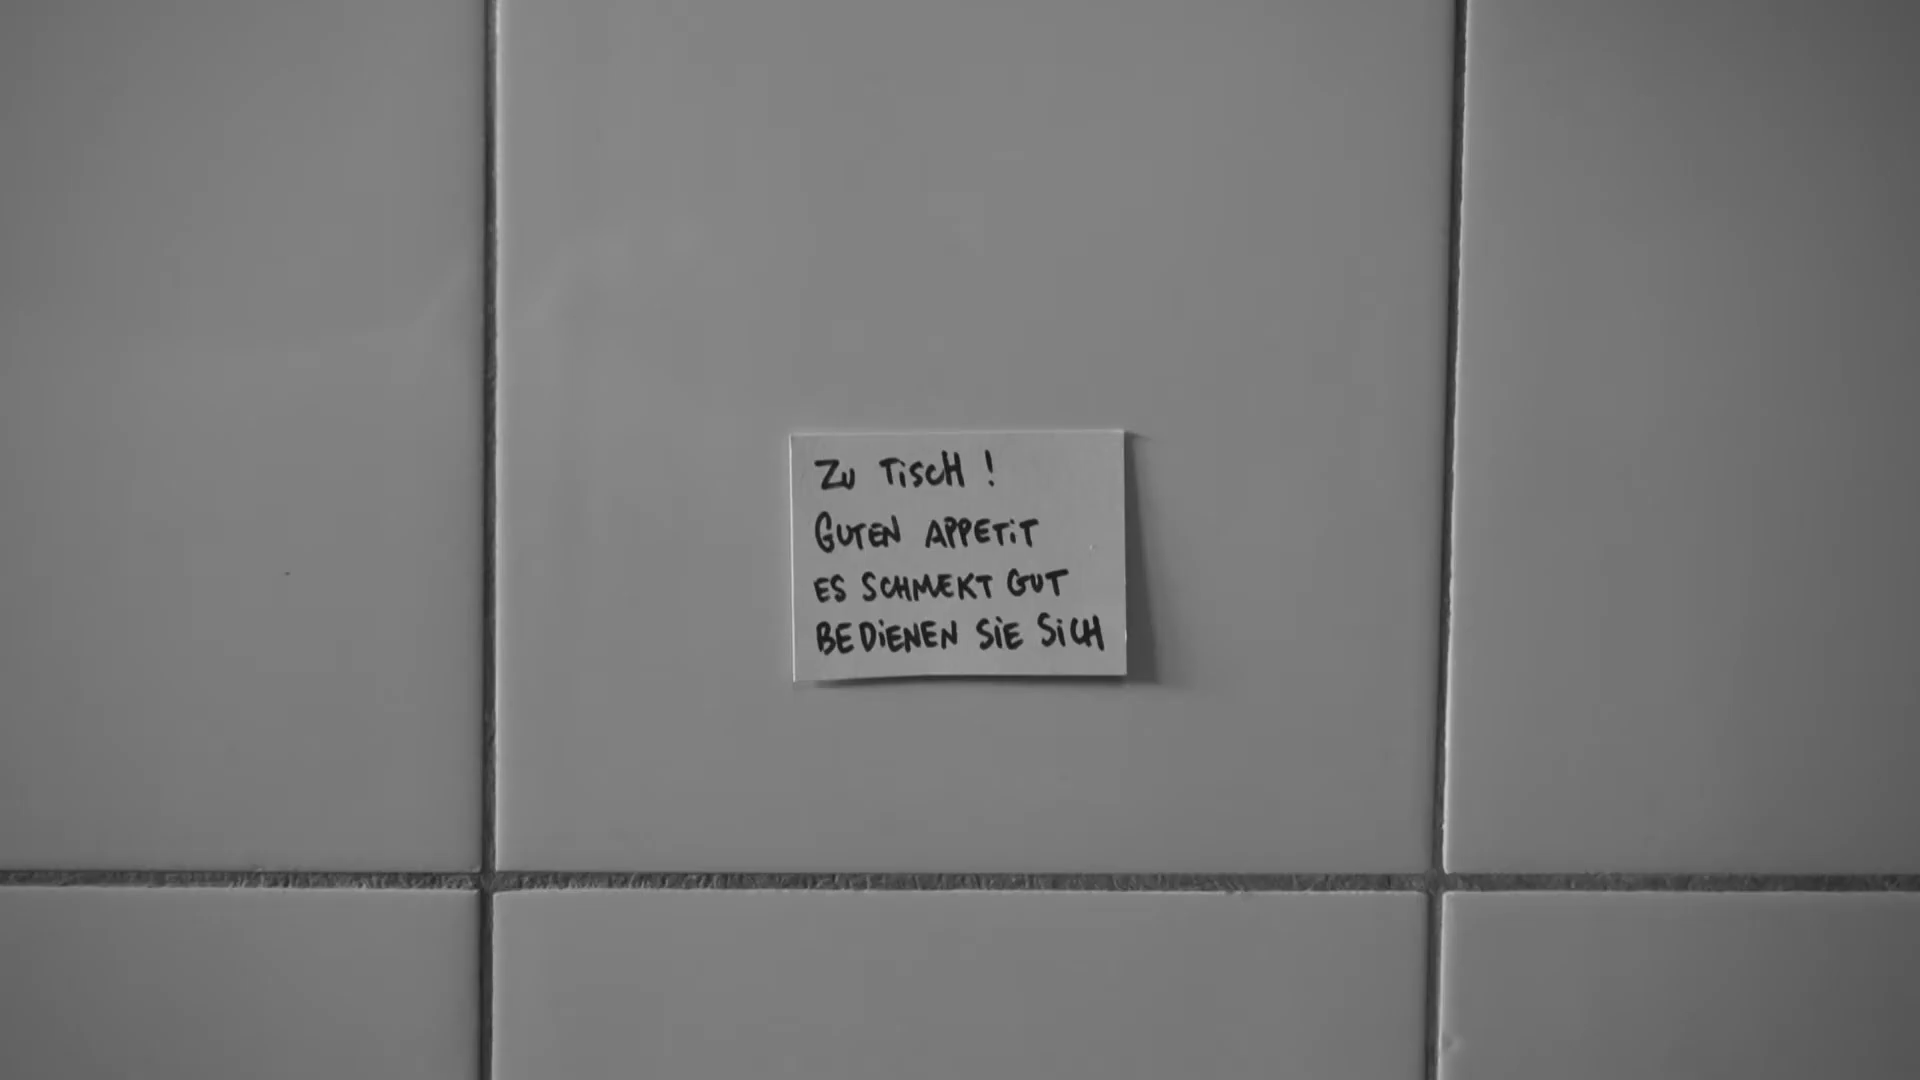 ZU TISCH !
GUTEN APPETIT
ES SCHMEKT GUT
BEDIENEN SIE SICH